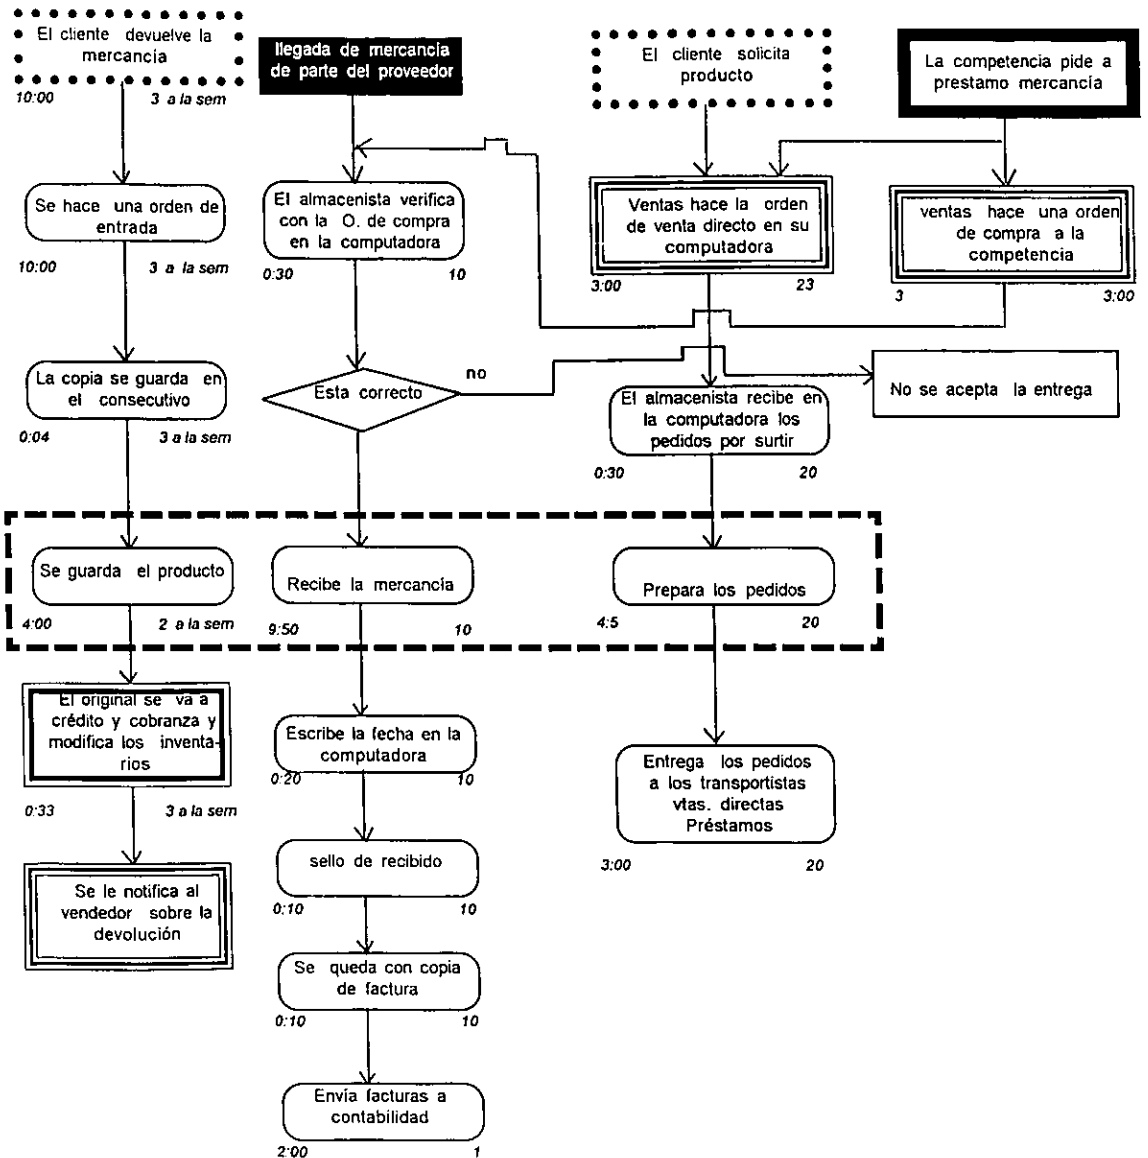 El cliente devuelve la
mercancía
10:00
3 a la sem
Se hace una orden de
entrada
10:00
3 a la sem
La copia se guarda en
el consecutivo
0:04
3 a la sem
Se guarda el producto
4:00
2 a la sem
El original se va a
crédito y cobranza y
modifica los inventa-
rios
0:33
3 a la sem
Se le notifica al
vendedor sobre la
devolución
llegada de mercancía
de parte del proveedor
El almacenista verifica
con la O. de compra
en la computadora
0:30
10
Esta correcto
no
No se acepta la entrega
Recibe la mercancía
9:50
10
Escribe la fecha en la
computadora
0:20
10
sello de recibido
0:10
10
Se queda con copia
de factura
0:10
10
Envía facturas a
contabilidad
2:00
1
El cliente solicita
producto
Ventas hace la orden
de venta directo en su
computadora
3:00
23
El almacenista recibe en
la computadora los
pedidos por surtir
0:30
20
Prepara los pedidos
4:5
20
Entrega los pedidos
a los transportistas
vtas. directas
Préstamos
3:00
20
La competencia pide a
prestamo mercancía
ventas hace una orden
de compra a la
competencia
3
3:00